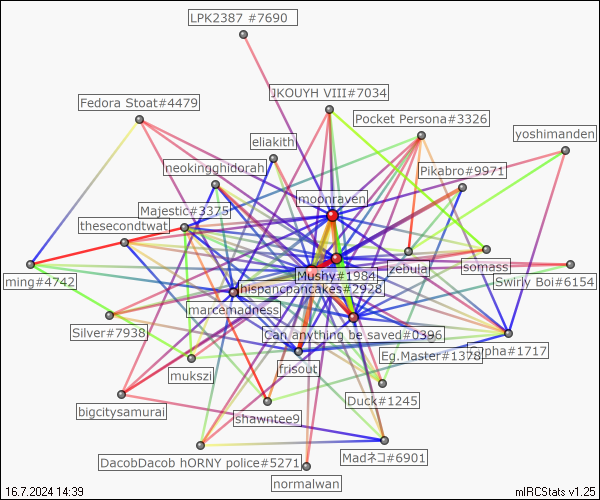 LPK2387 #7690
JKOUYH VIII#7034
Fedora Stoat#4479
Pocket Persona#3326
yoshimanden
eliakith
neokingghidorah
Pikabro#9971
moonraven
Majestic#3375
thesecondtwat
zebular
somass
Mushy#1984
ming#4742
Swirly Boi#6154
hispancpancakes#2928
marcemadness
Silver#7938
Can anything be saved#0396
Eg.Master#1378
pha#1717
frisout
mukszi
Duck#1245
bigcitysamurai
shawntee9
DacobDacob hORNY police#5271
Madネコ#6901
normalwan
16.7.2024 14:39
mIRCStats v1.25